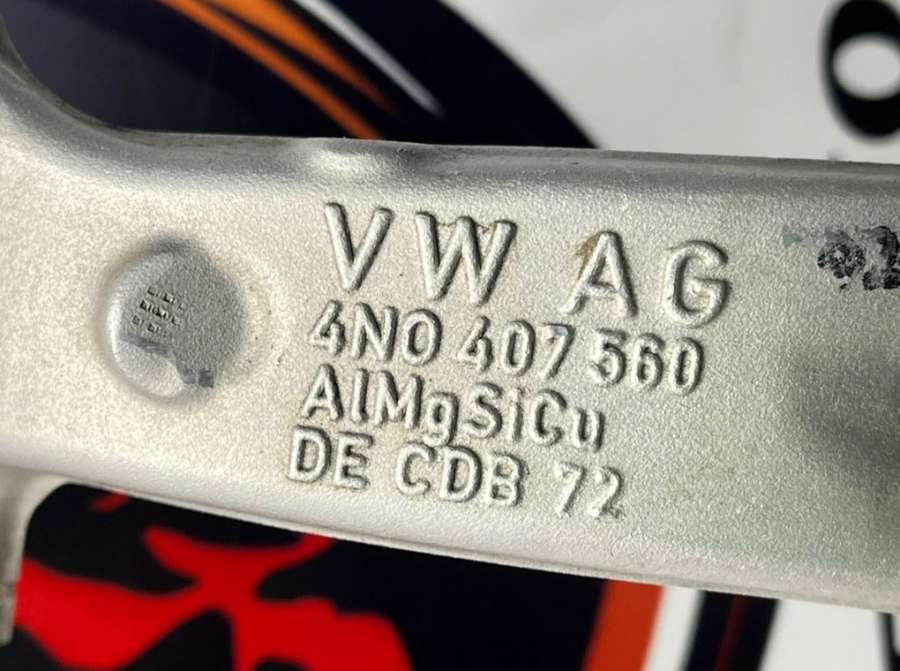 VW AG
4N0 407 560
AlMgSiCu
DE CDB 72